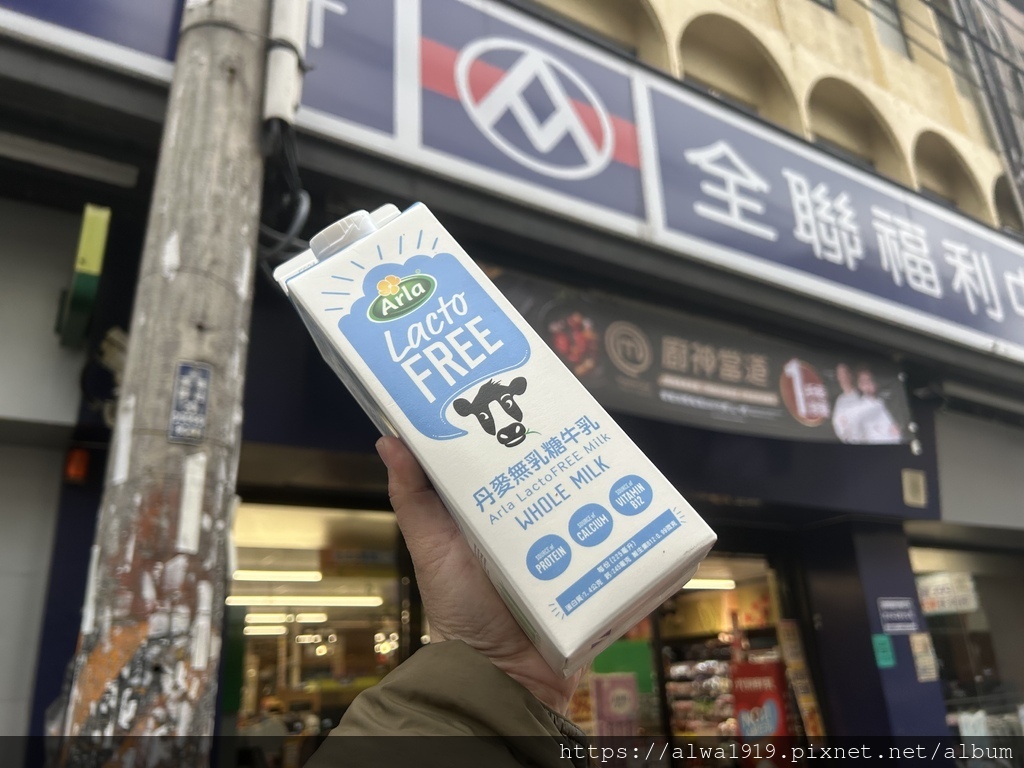 全聯福利中
廚神當道
Arla
Lacto
FREE
丹麥無乳糖牛乳
Arla LactoFREE Milk
WHOLE MILK
SOURCE of
PROTEIN
SOURCE of
CALCIUM
SOURCE of
VITAMIN
B12
https://alwa1919.pixnet.net/album